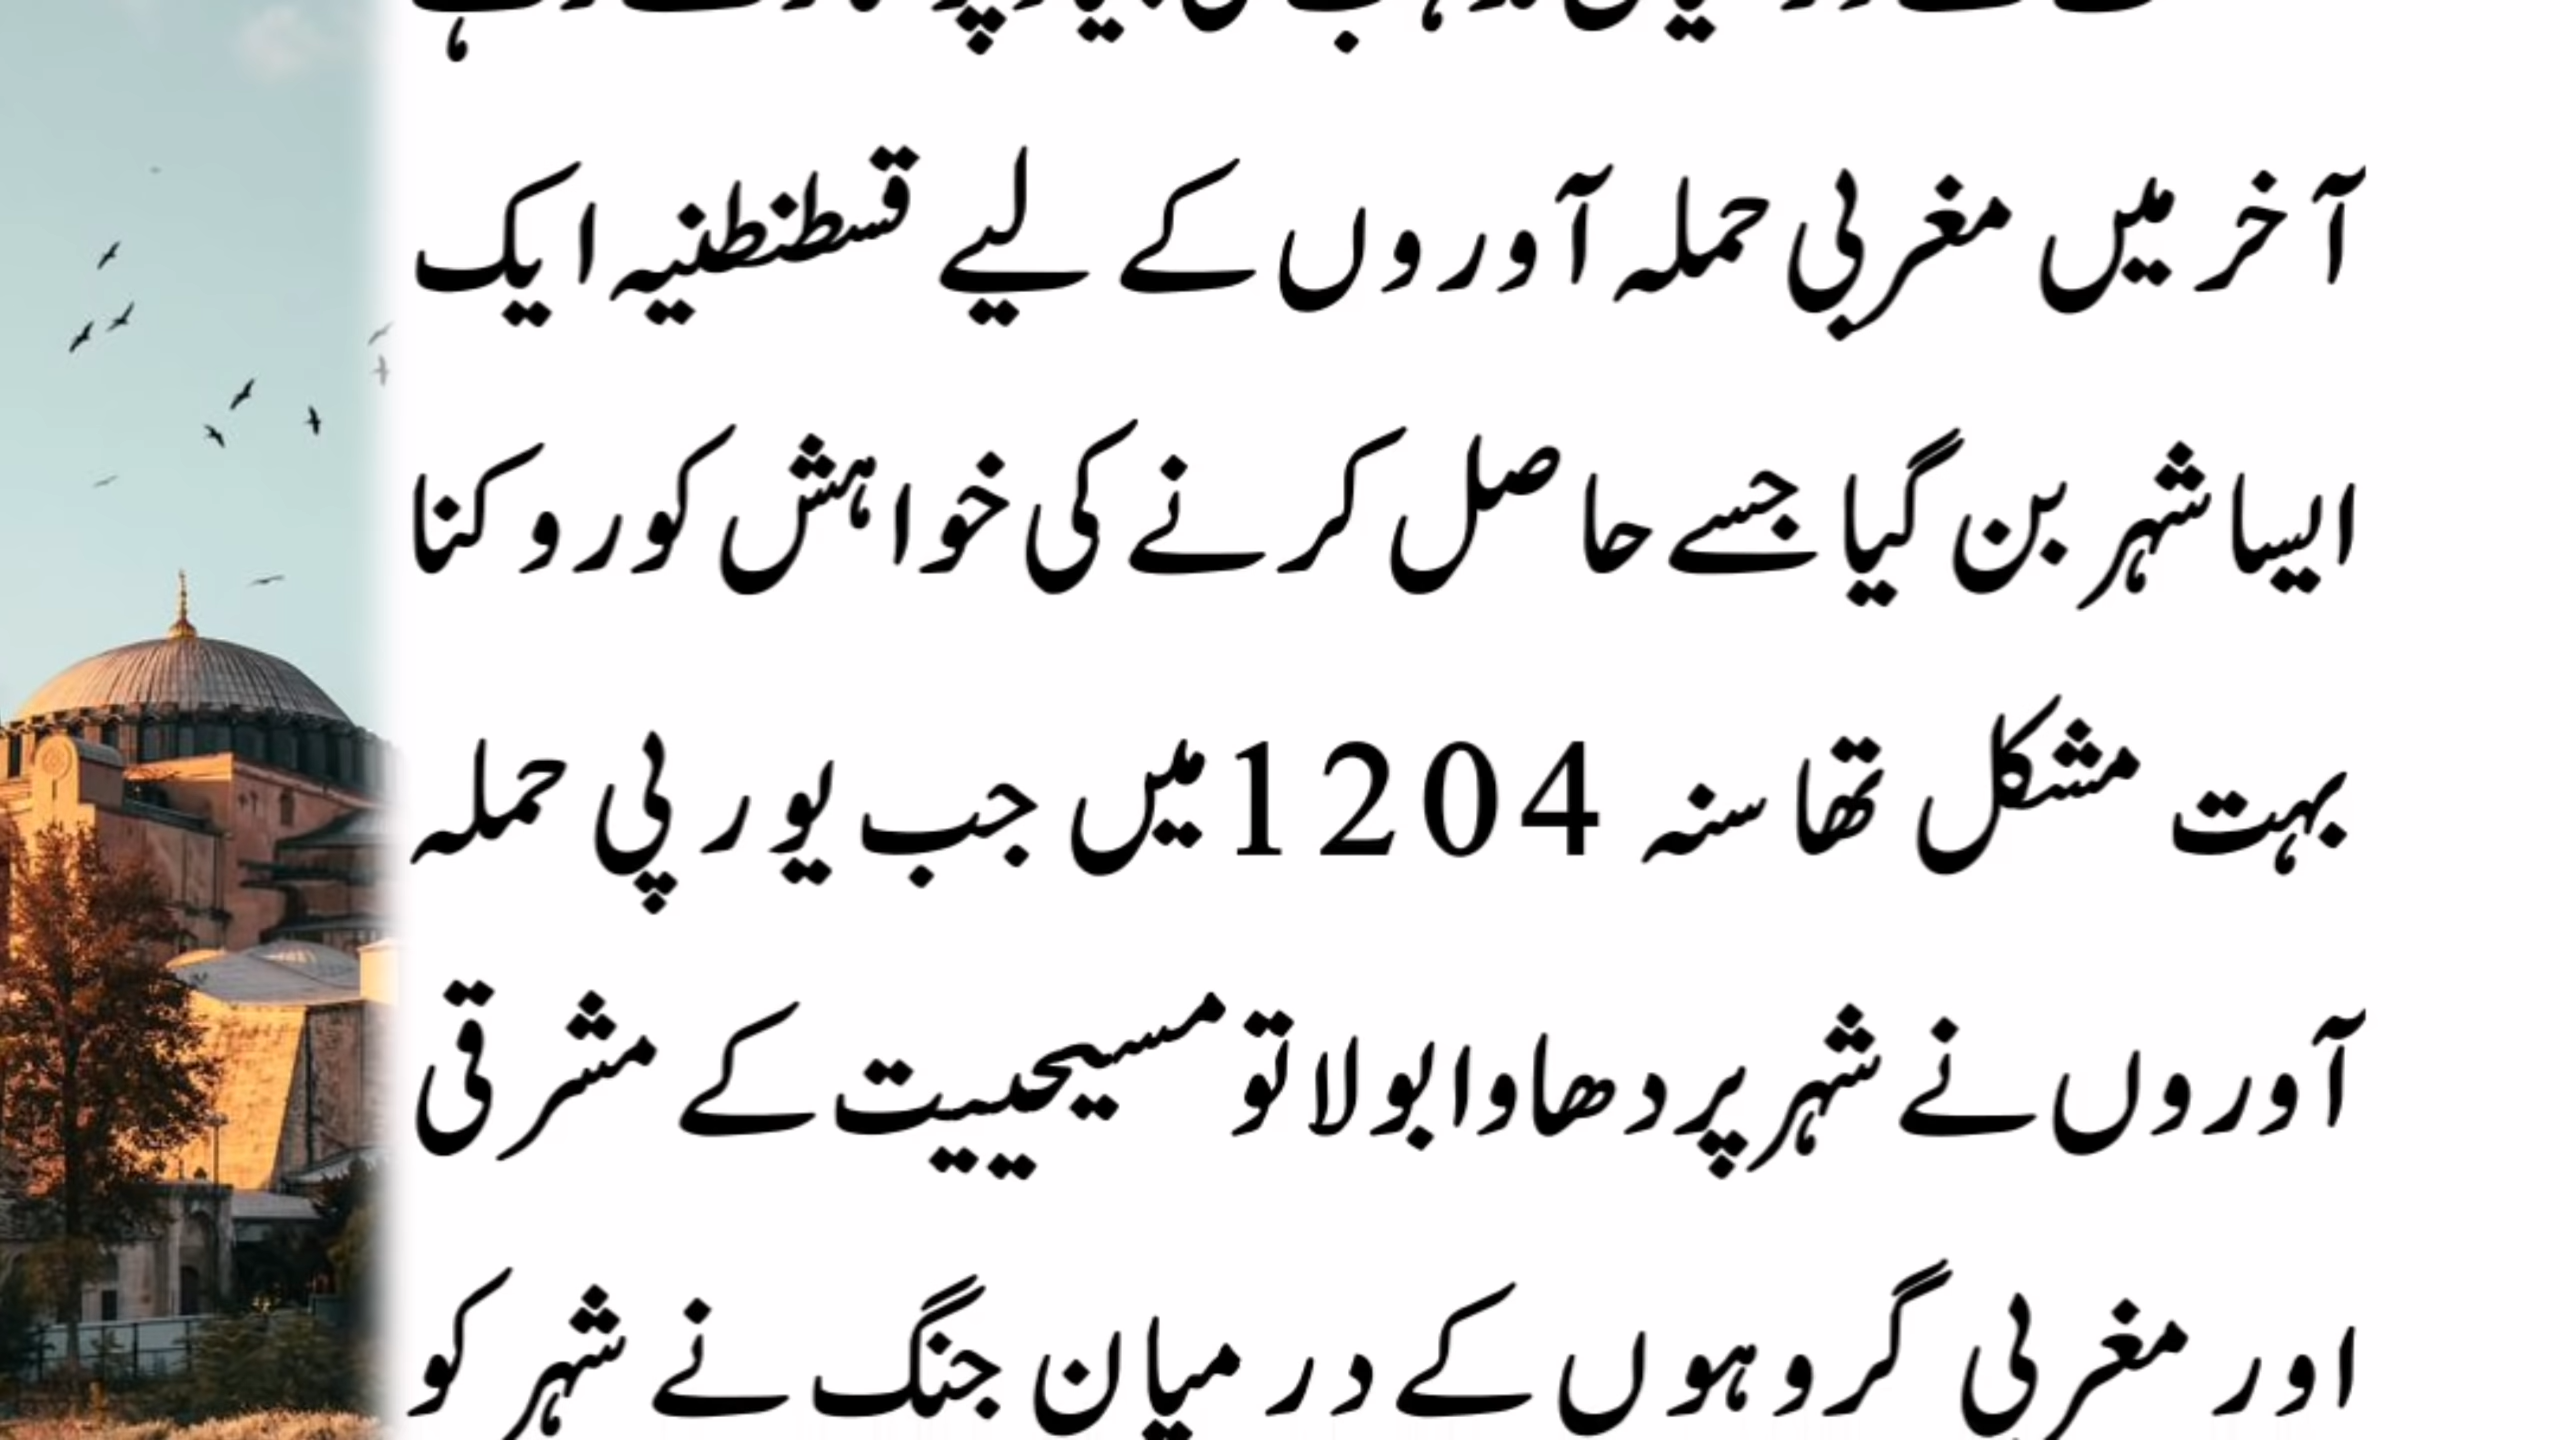 آخر میں مغربی حملہ آوروں کے لیے قسطنطنیہ ایک
ایسا شہر بن گیا جسے حاصل کرنے کی خواہش کو روکنا
بہت مشکل تھا سنہ 1204 میں جب یورپی حملہ
آوروں نے شہر پر دھاوا بولا تو مسیحییت کے مشرقی
اور مغربی گروہوں کے درمیان جنگ نے شہر کو